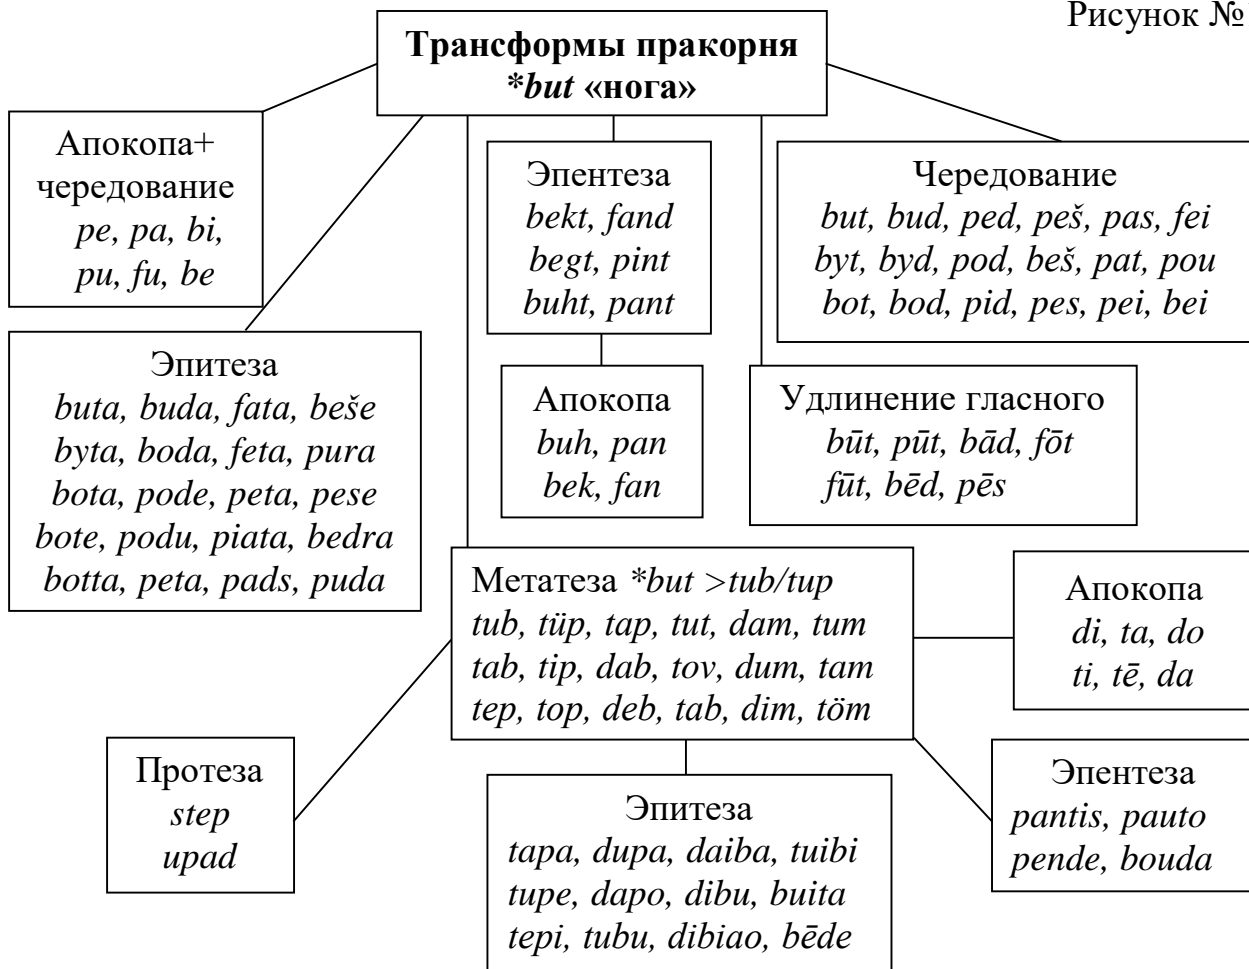 Рисунок №
Трансформы пракорня
*but «нога»
Апокопа+
чередование
pe, pa, bi,
pu, fu, be
Эпентеза
bekt, fand
begt, pint
buht, pant
Чередование
but, bud, ped, peš, pas, fei
byt, byd, pod, beš, pat, pou
bot, bod, pid, pes, pei, bei
Эпитеза
buta, buda, fata, beše
byta, boda, feta, pura
bota, pode, peta, pese
bote, podu, piata, bedra
botta, peta, pads, puda
Апокопа
buh, pan
bek, fan
Удлинение гласного
būt, pūt, bād, fōt
fūt, bēd, pēs
Метатеза *but >tub/tup
tub, tüp, tap, tut, dam, tum
tab, tip, dab, tov, dum, tam
tep, top, deb, tab, dim, töm
Апокопа
di, ta, do
ti, tē, da
Протеза
step
upad
Эпитеза
tapa, dupa, daiba, tuibi
tupe, dapo, dibu, buita
tepi, tubu, dibiao, bēde
Эпентеза
pantis, pauto
pende, bouda